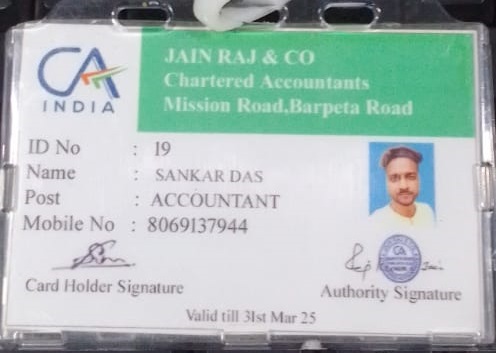 CA
INDIA
JAIN RAJ & CO
Chartered Accountants
Mission Road,Barpeta Road
ID No : 19
Name : SANKAR DAS
Post : ACCOUNTANT
Mobile No : 8069137944
Card Holder Signature
Authority Signature
Valid till 31st Mar 25